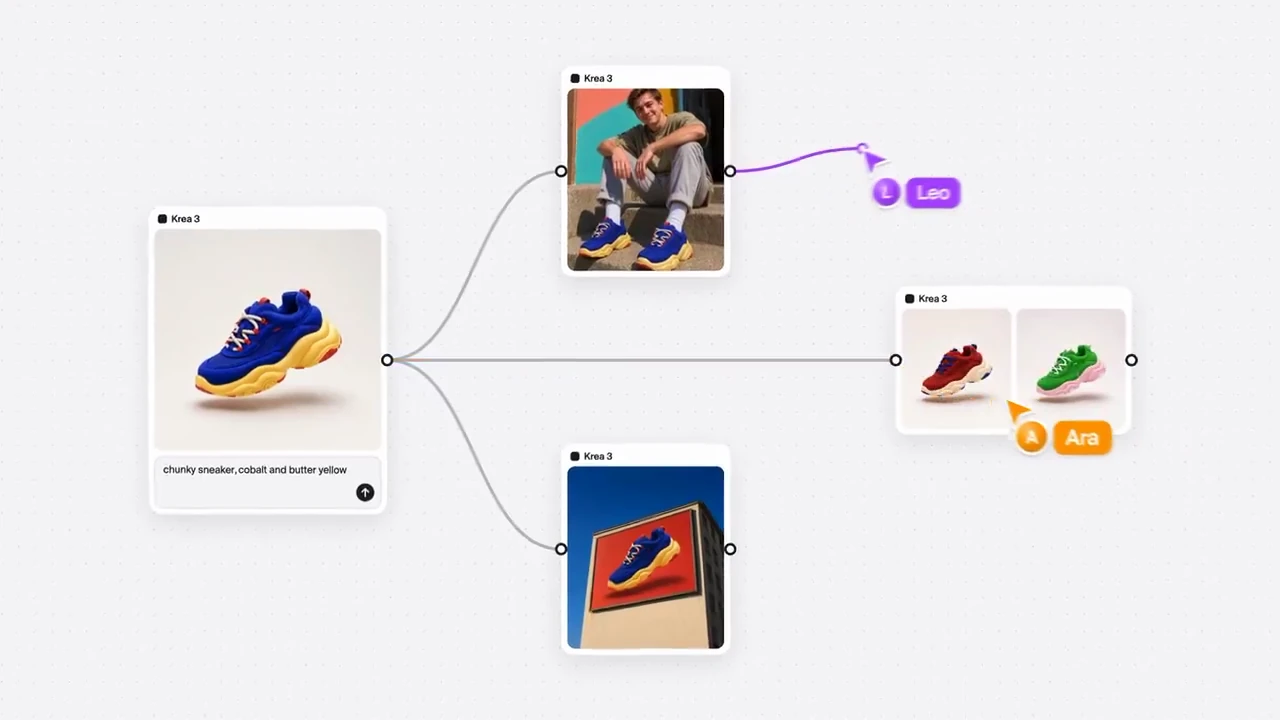 Krea 3
Krea 3
chunky sneaker, cobalt and butter yellow
L
Leo
Krea 3
A
Ara
Krea 3